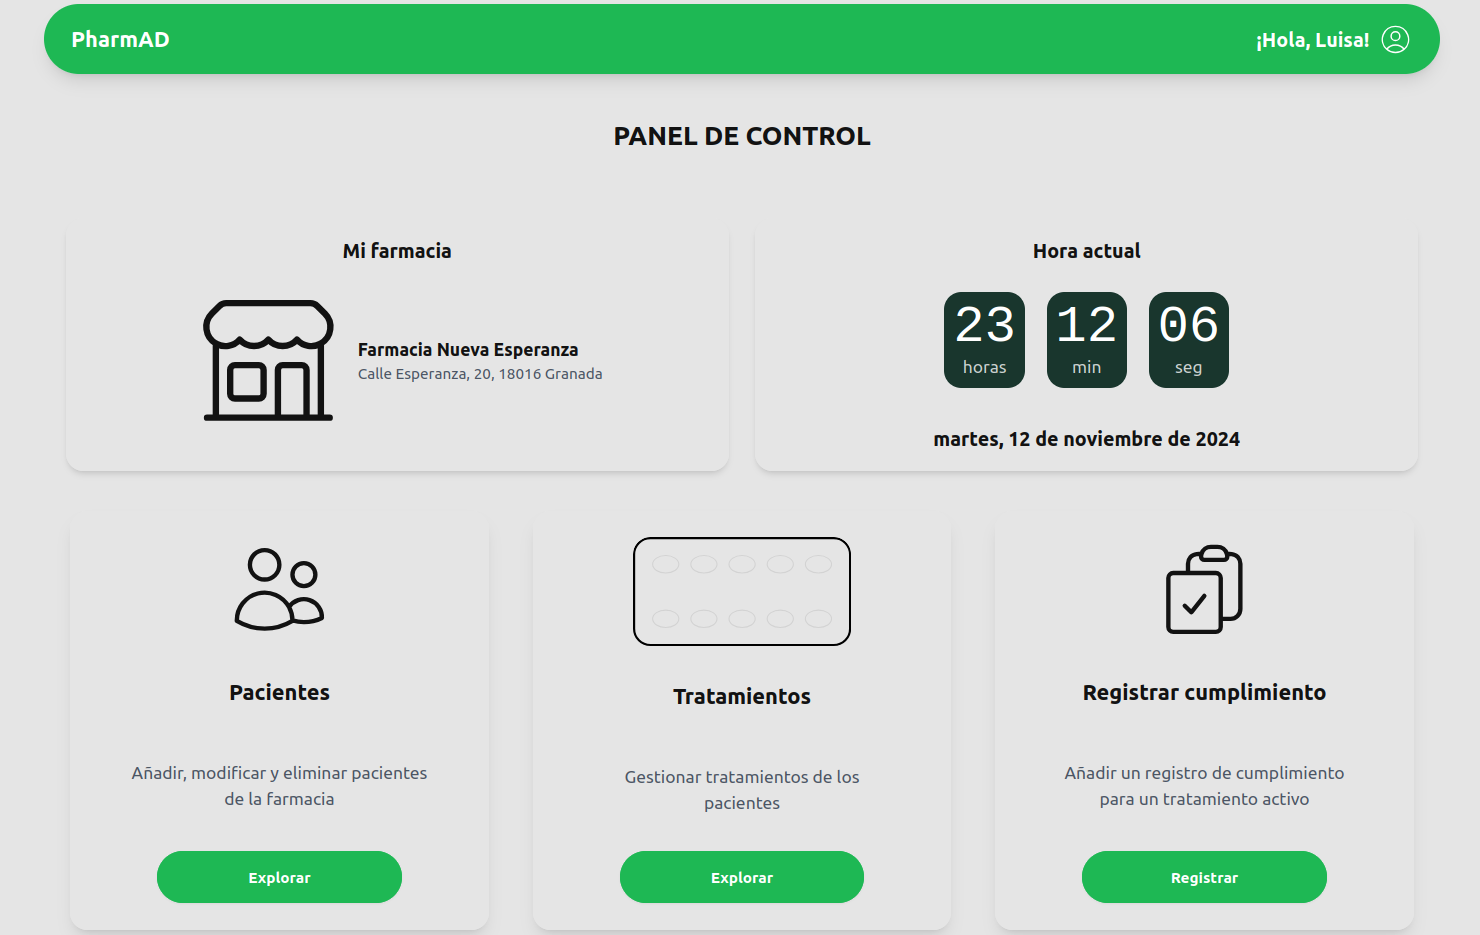 PharmAD
¡Hola, Luisa!
PANEL DE CONTROL
Mi farmacia
Farmacia Nueva Esperanza
Calle Esperanza, 20, 18016 Granada
Hora actual
23 12 06
horas min seg
martes, 12 de noviembre de 2024
Pacientes
Añadir, modificar y eliminar pacientes
de la farmacia
Explorar
Tratamientos
Gestionar tratamientos de los
pacientes
Explorar
Registrar cumplimiento
Añadir un registro de cumplimiento
para un tratamiento activo
Registrar